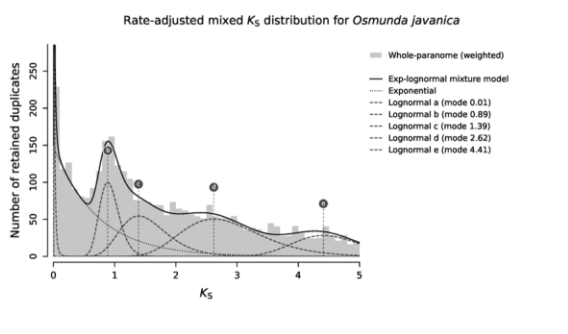 Rate-adjusted mixed KS distribution for Osmunda javanica
Whole-paranome (weighted)
Exp-lognormal mixture model
Exponential
Lognormal a (mode 0.01)
Lognormal b (mode 0.89)
Lognormal c (mode 1.39)
Lognormal d (mode 2.62)
Lognormal e (mode 4.41)
Number of retained duplicates
250
200
150
100
50
0
b
c
d
e
0 1 2 3 4 5
KS